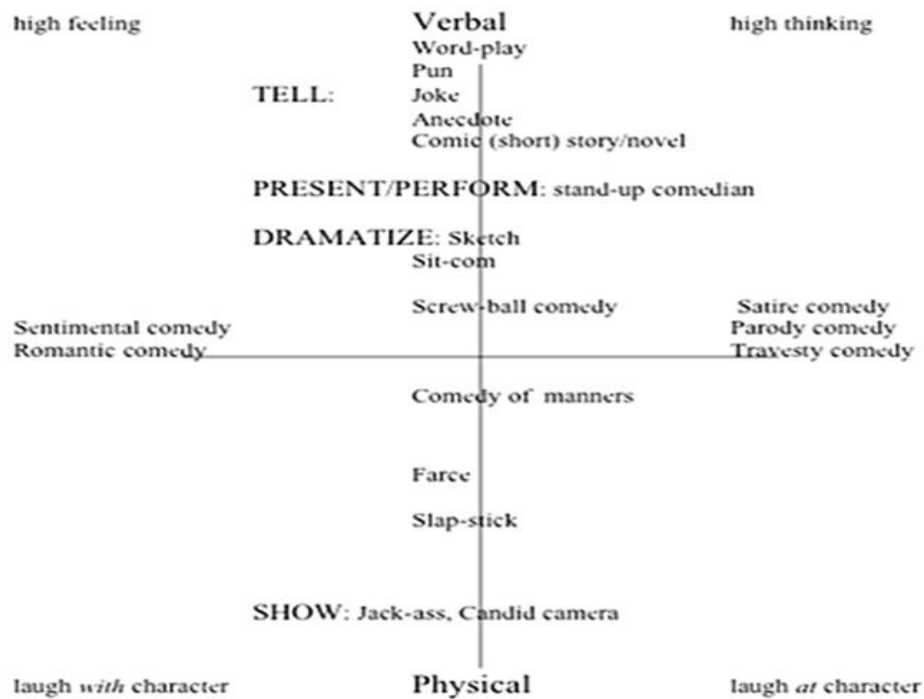 high feeling Verbal high thinking
Word-play
Pun
TELL: Joke
Anecdote
Comic (short) story/novel
PRESENT/PERFORM: stand-up comedian
DRAMATIZE: Sketch
Sit-com
Screw-ball comedy Satire comedy
Sentimental comedy Parody comedy
Romantic comedy Travesty comedy
Comedy of manners
Farce
Slap-stick
SHOW: Jack-ass, Candid camera
laugh with character Physical laugh at character